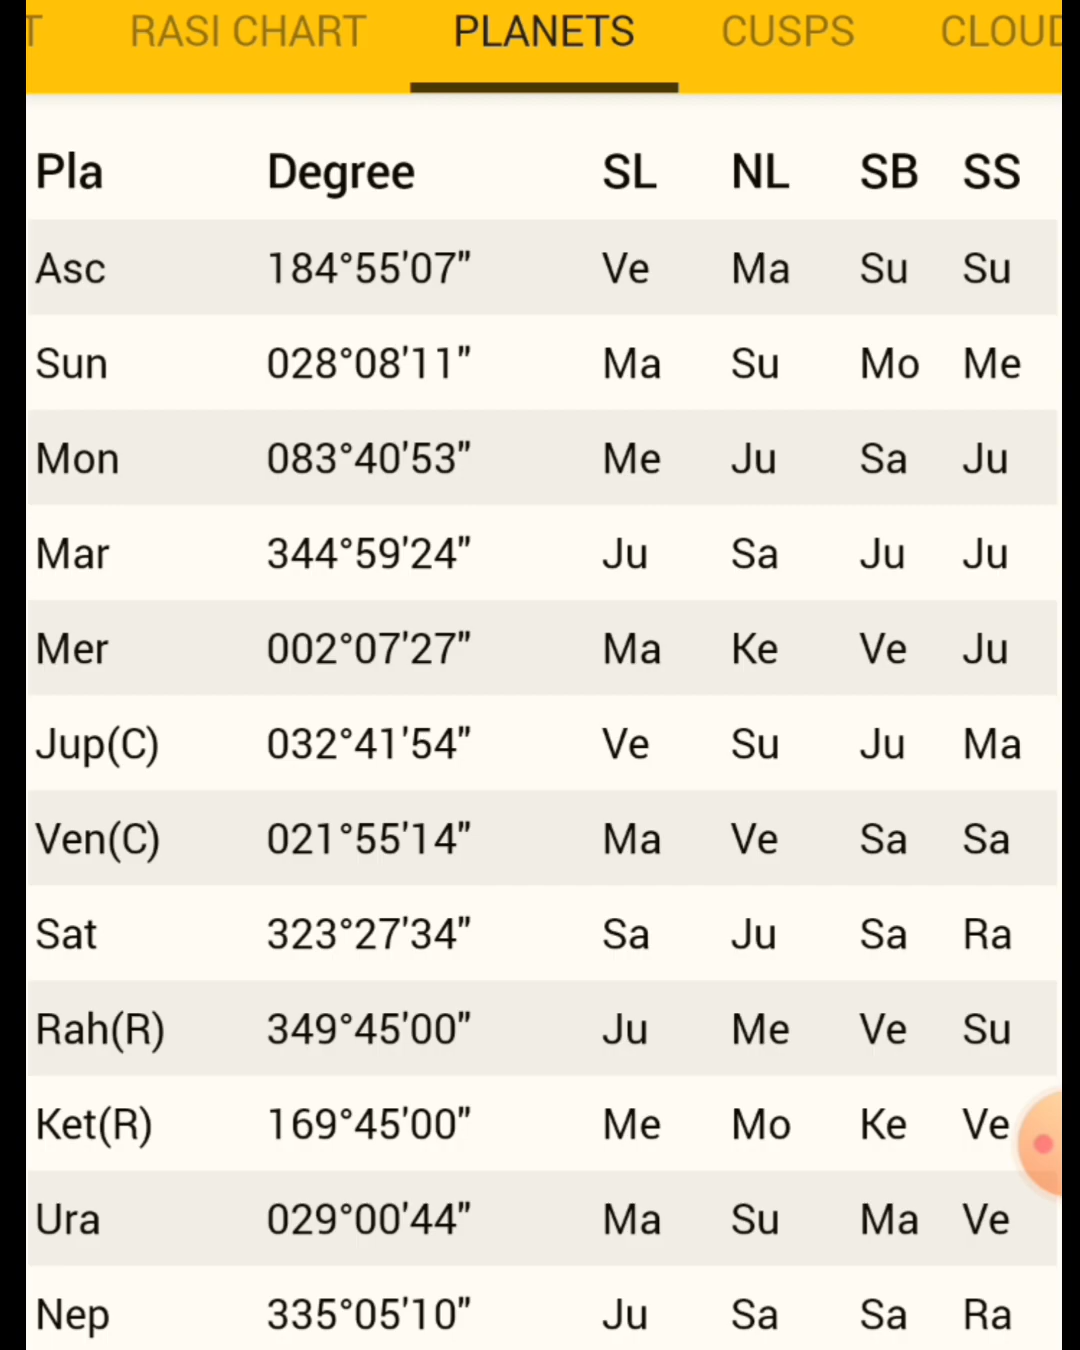 T RASI CHART PLANETS CUSPS CLOUD
Pla Degree SL NL SB SS
Asc 184°55'07" Ve Ma Su Su
Sun 028°08'11" Ma Su Mo Me
Mon 083°40'53" Me Ju Sa Ju
Mar 344°59'24" Ju Sa Ju Ju
Mer 002°07'27" Ma Ke Ve Ju
Jup(C) 032°41'54" Ve Su Ju Ma
Ven(C) 021°55'14" Ma Ve Sa Sa
Sat 323°27'34" Sa Ju Sa Ra
Rah(R) 349°45'00" Ju Me Ve Su
Ket(R) 169°45'00" Me Mo Ke Ve
Ura 029°00'44" Ma Su Ma Ve
Nep 335°05'10" Ju Sa Sa Ra